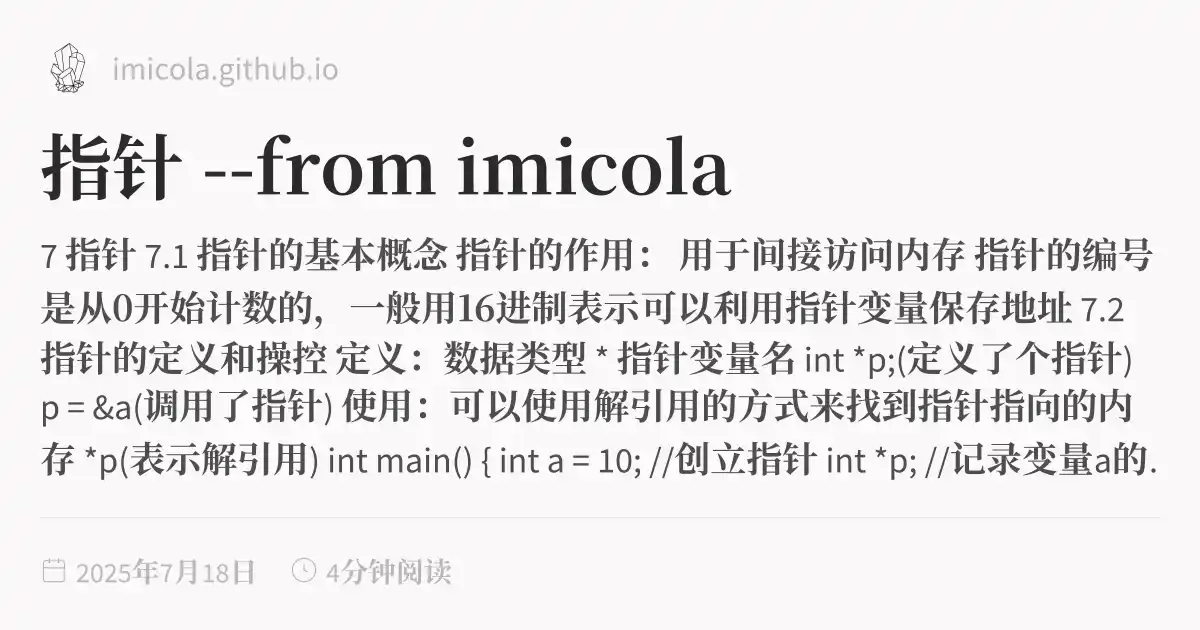 imicola.github.io
指针 --from imicola
7 指针 7.1 指针的基本概念 指针的作用： 用于间接访问内存 指针的编号
是从0开始计数的，一般用16进制表示可以利用指针变量保存地址 7.2
指针的定义和操控 定义：数据类型 * 指针变量名 int *p;(定义了个指针)
p = &a(调用了指针) 使用：可以使用解引用的方式来找到指针指向的内
存 *p(表示解引用) int main() { int a = 10; //创立指针 int *p; //记录变量a的.
2025年7月18日 4分钟阅读